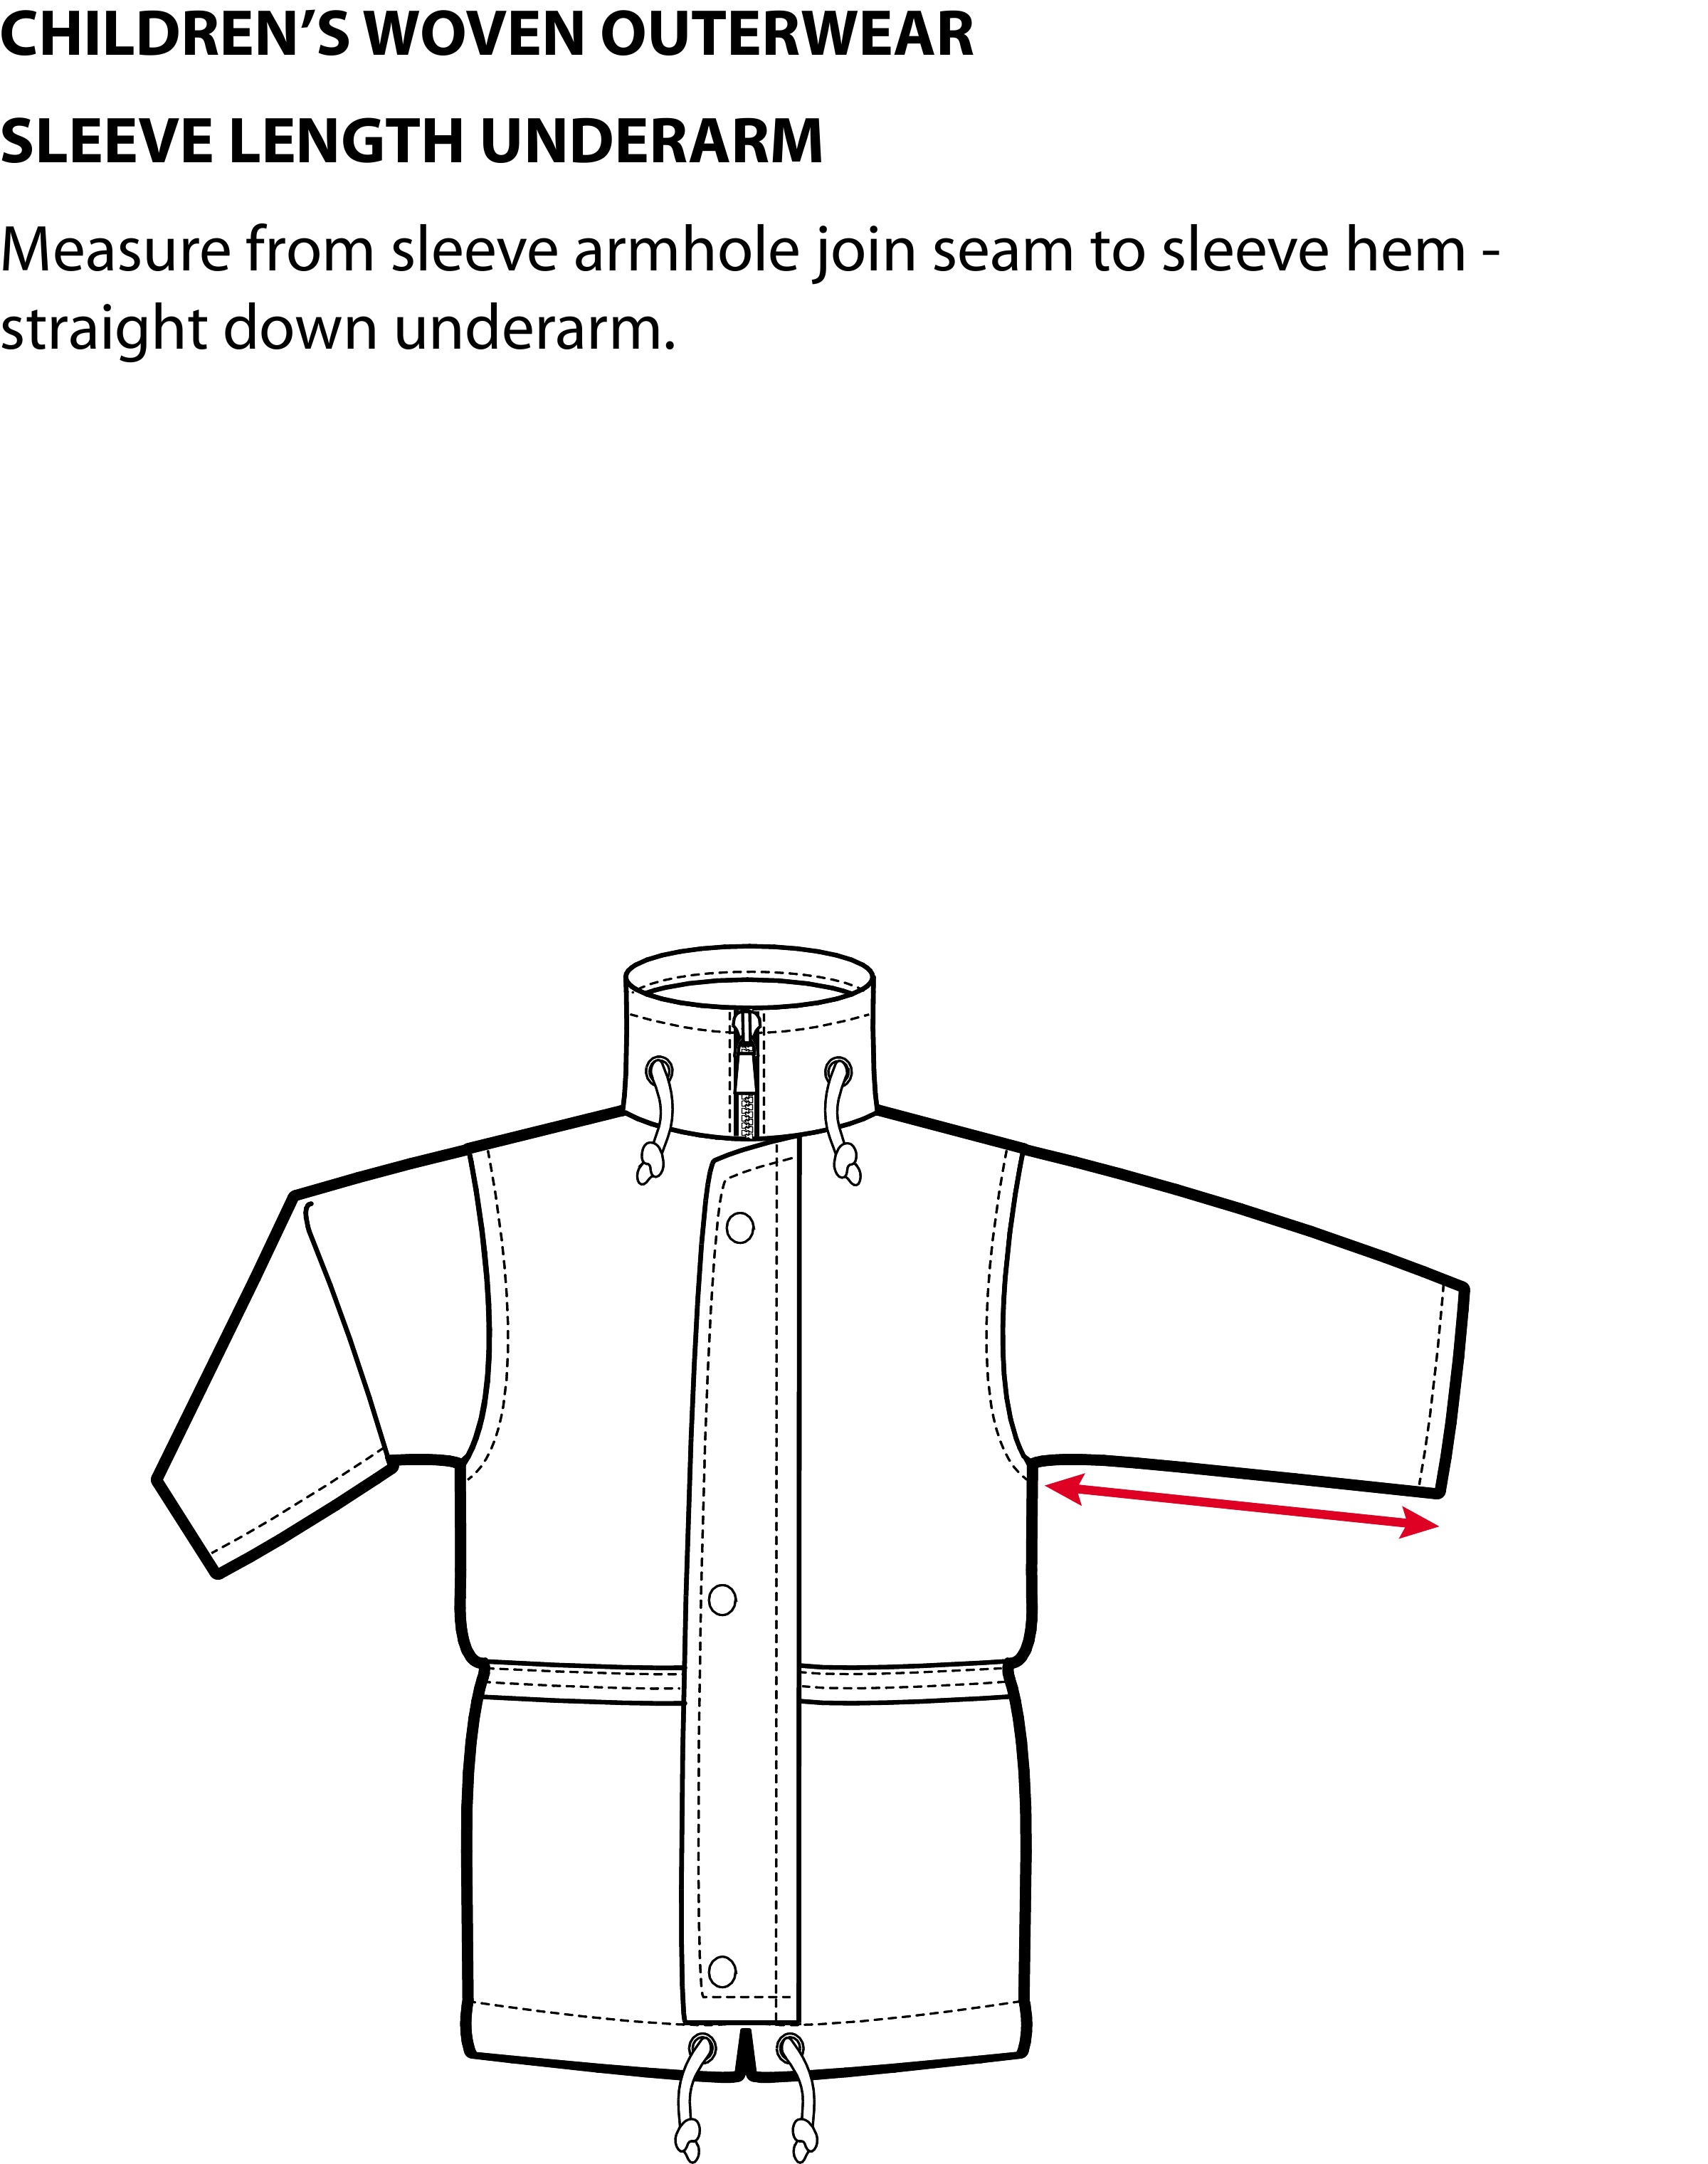 CHILDREN’S WOVEN OUTERWEAR
SLEEVE LENGTH UNDERARM
Measure from sleeve armhole join seam to sleeve hem -
straight down underarm.